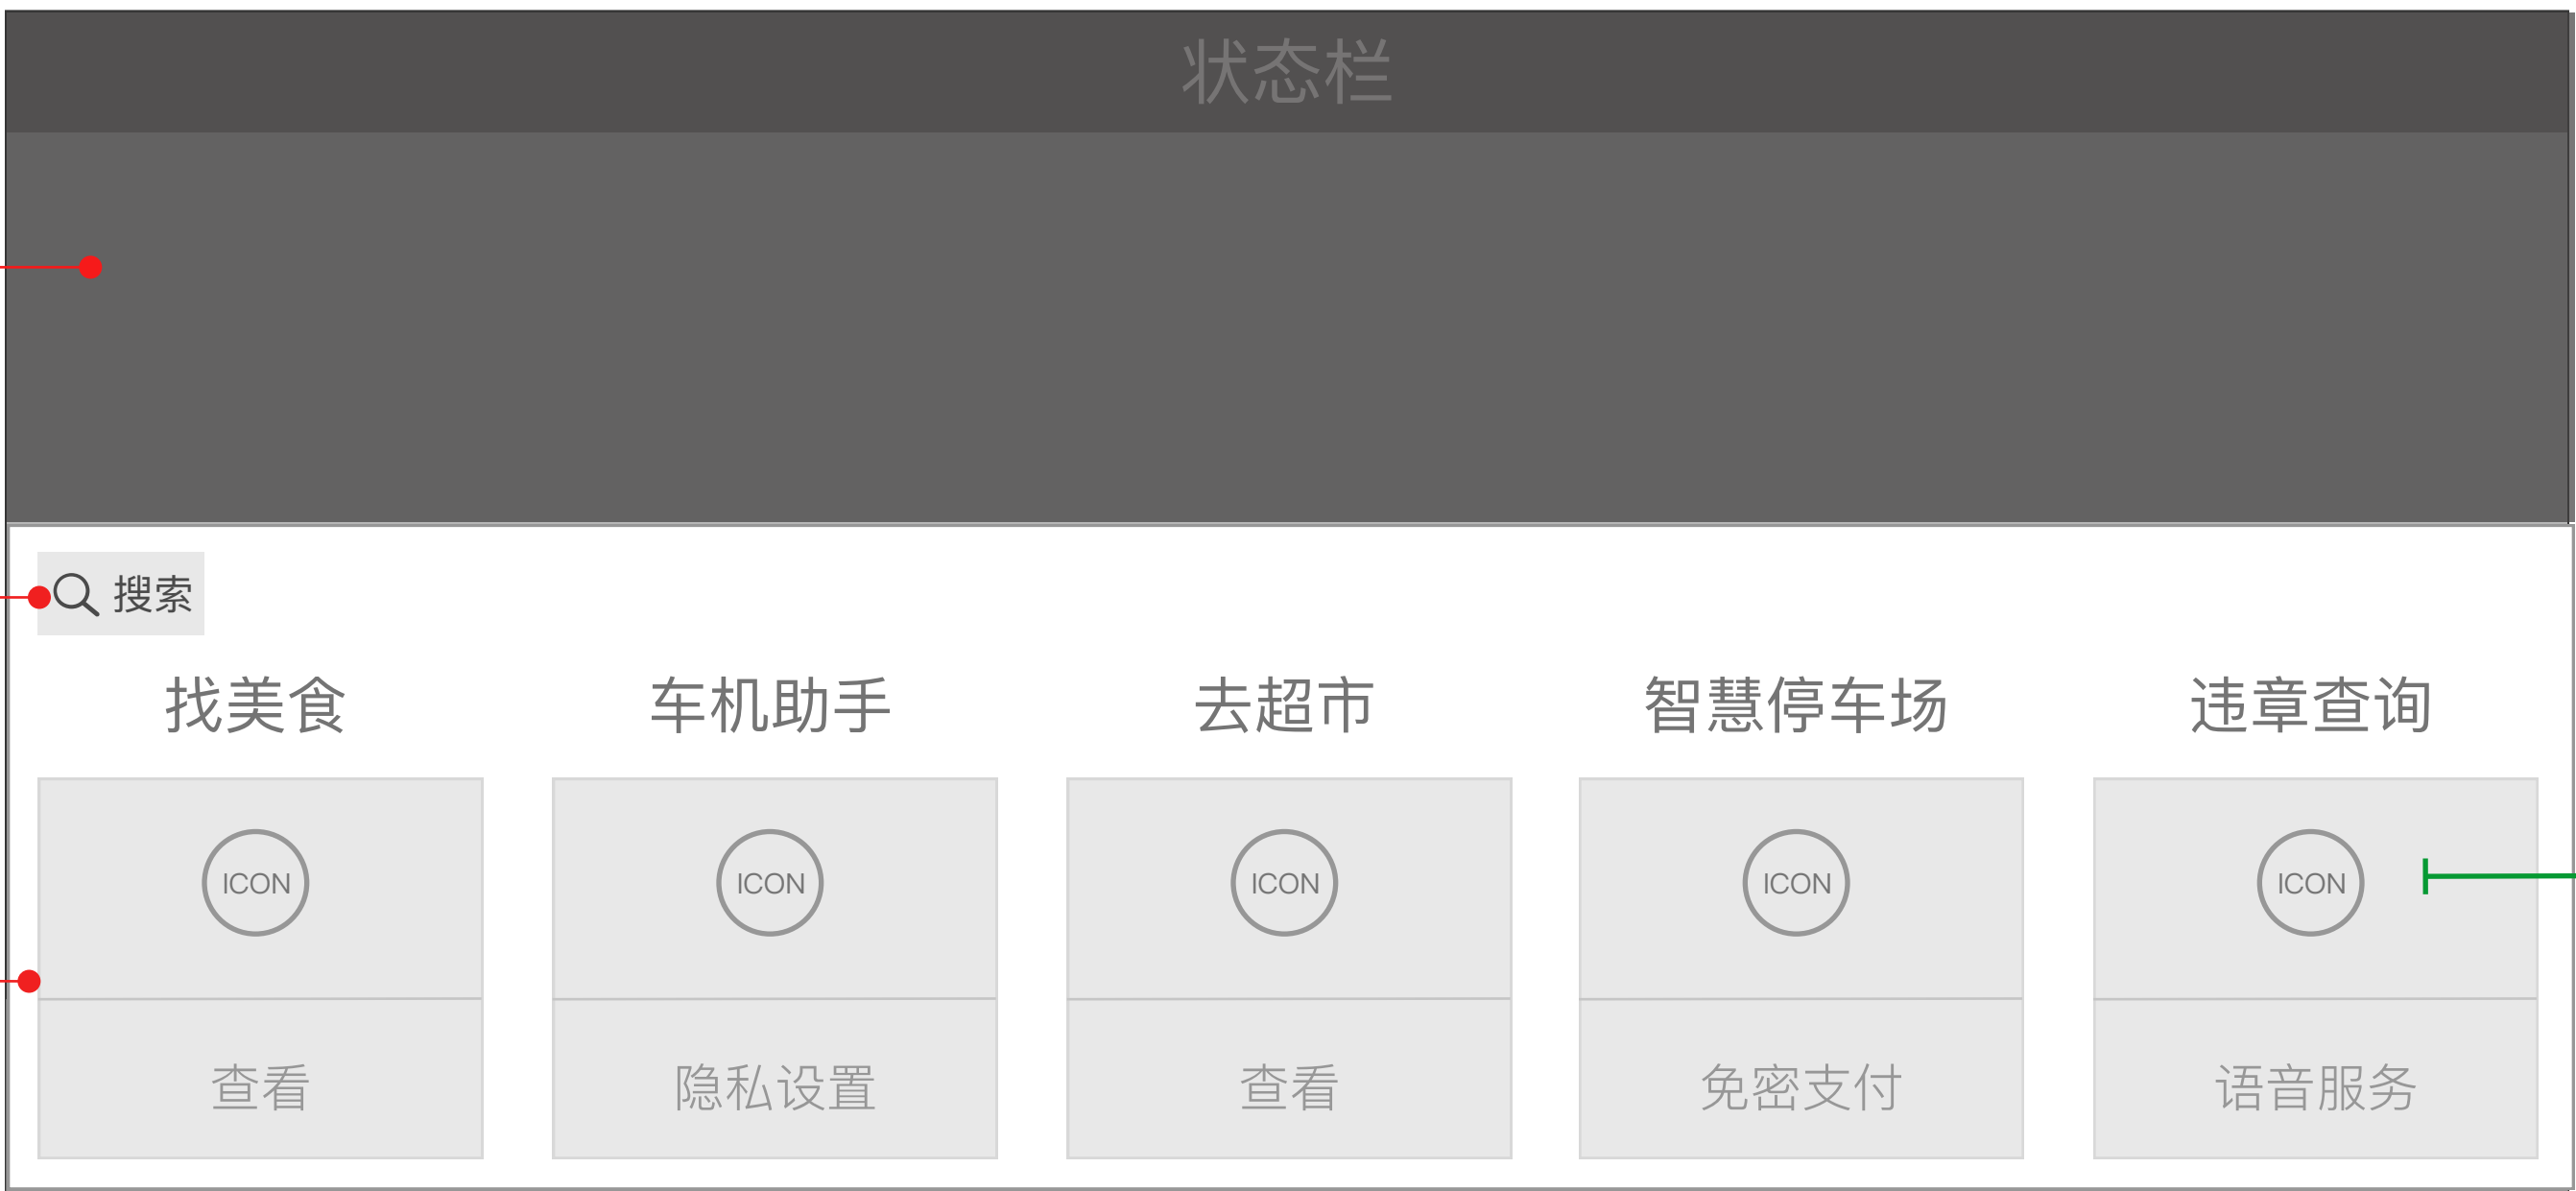 状态栏
搜索
找美食 车机助手 去超市 智慧停车场 违章查询
ICON ICON ICON ICON ICON
查看 隐私设置 查看 免密支付 语音服务